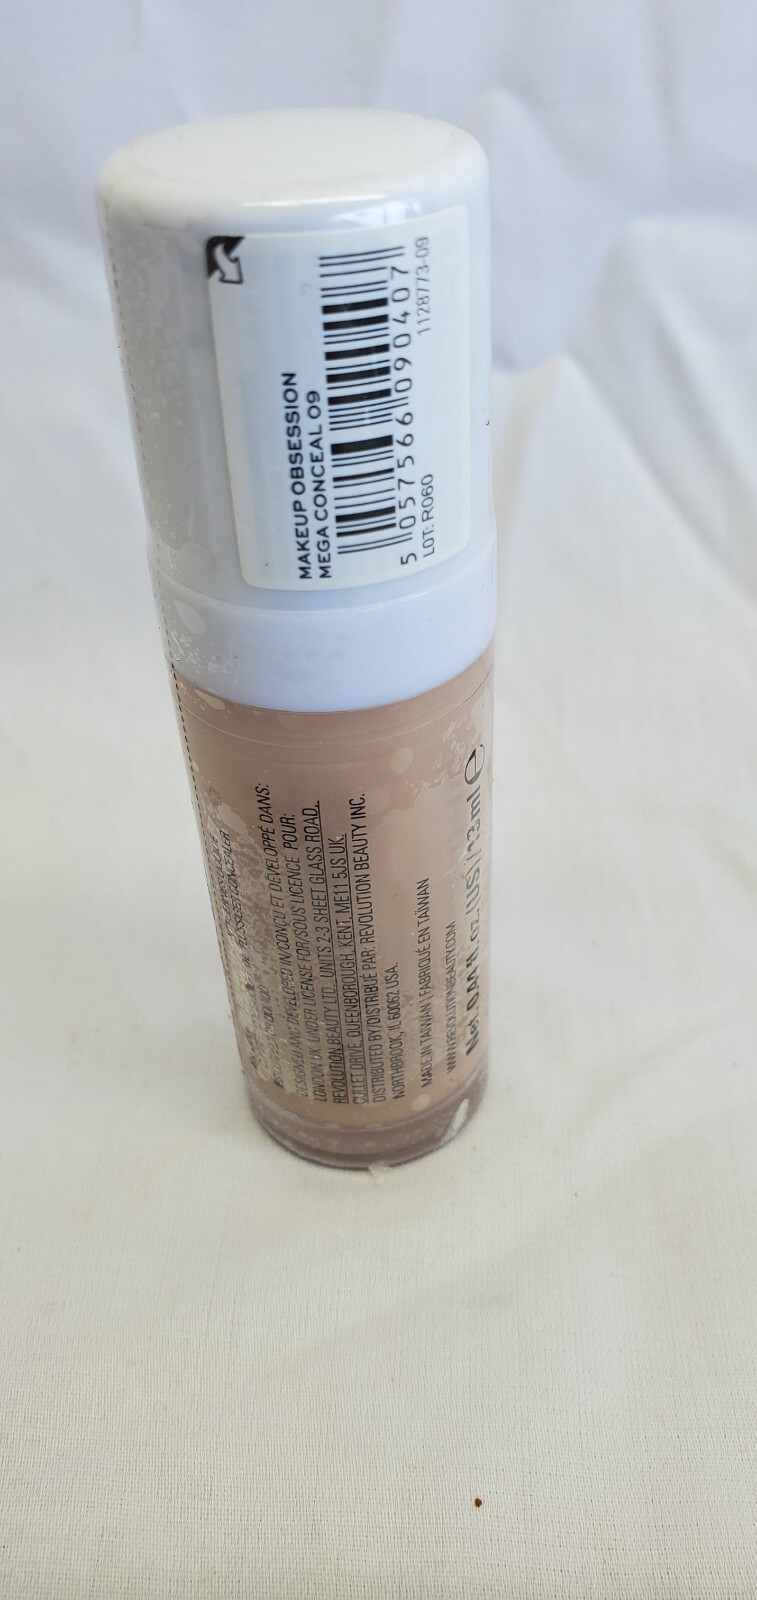 MAKEUP OBSESSION
MEGA CONCEAL 09
5 057566 090407
LOT: R060
1128773-09
CONCEALER
DESIGNED AND DEVELOPED IN/CONÇU ET DÉVELOPPÉ DANS:
LONDON UK. UNDER LICENSE FOR/SOUS LICENCE POUR:
REVOLUTION BEAUTY LTD., UNITS 2-3 SHEET GLASS ROAD,
CULLET DRIVE, QUEENBOROUGH, KENT, ME11 5JS UK.
DISTRIBUTED BY/DISTRIBUÉ PAR: REVOLUTION BEAUTY INC.
NORTHBROOK, IL 60062 USA.
MADE IN TAIWAN | FABRIQUÉ EN TAÏWAN
WWW.REVOLUTIONBEAUTY.COM
Net 0.44 fl.oz.(US)/13ml e